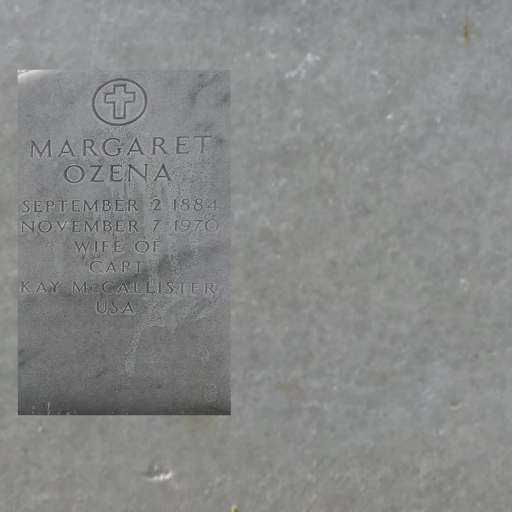 MARGARET
OZENA
SEPTEMBER 2 1884
NOVEMBER 7 1970
WIFE OF
CAPT
KAY McCALLISTER
USA